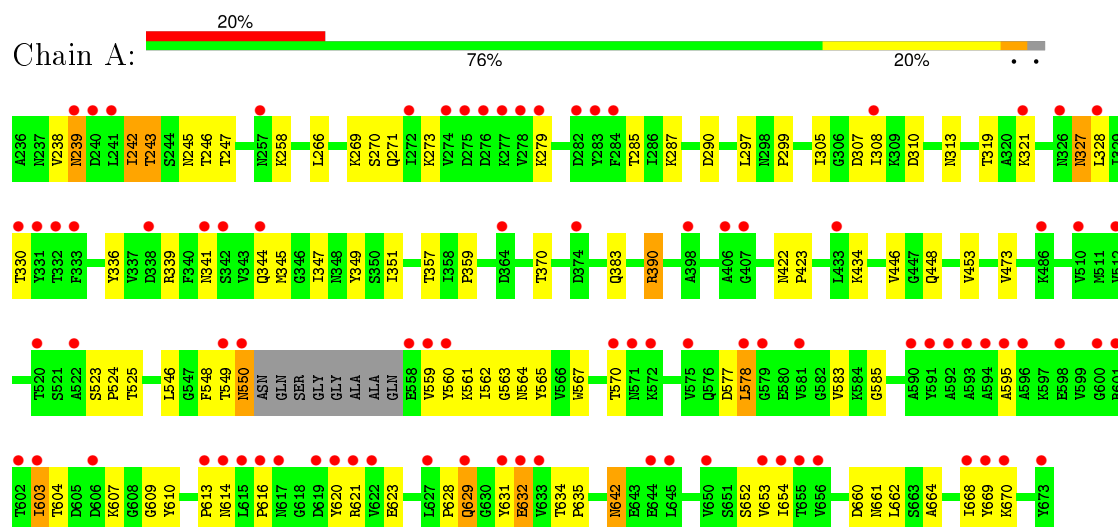 20%
Chain A:
76% 20% • •
A236 N237 V238 N239 D240 I241 T242 T243 S244 N245 T246 T247 N257 K258 L266 K269 S270 Q271 I272 K273 V274 D275 D276 K277 V278 K279 D282 Y283 F284 T285 I286 K287 D290 L297 N298 P299 I305 G306 D307 I308 K309 D310 N313 T319 A320 K321 N326 N327 L328
T330 Y331 T332 F333 Y336 V337 D338 R339 F340 N341 S342 V343 Q344 M345 G346 I347 N348 Y349 S350 I351 T357 I358 P359 D364 T370 D374 Q383 R390 A398 A406 G407 N422 P423 L433 K434 V446 G447 Q448 V453 V473 K486 V510 M511 V512
T520 S521 A522 S523 P524 T525 L546 G547 F548 T549 N550 ASN GLN SER GLY GLY ALA ALA GLN E558 V559 Y560 K561 I562 G563 N564 Y565 V566 W567 T570 N571 K572 V575 Q576 D577 L578 G579 E580 V581 G582 V583 K584 G585 A590 Y591 A592 A593 A594 A595 A596 K597 E598 V599 G600
T602 I603 T604 D605 D606 K607 G608 G609 Y610 P613 N614 L615 P616 N617 G618 D619 Y620 R621 V622 E623 L627 P628 Q629 G630 Y631 E632 V633 T634 P635 N642 E643 E644 L645 V650 S651 S652 V653 I654 T655 V656 D660 N661 L662 S663 A664 I668 Y669 K670 Y673